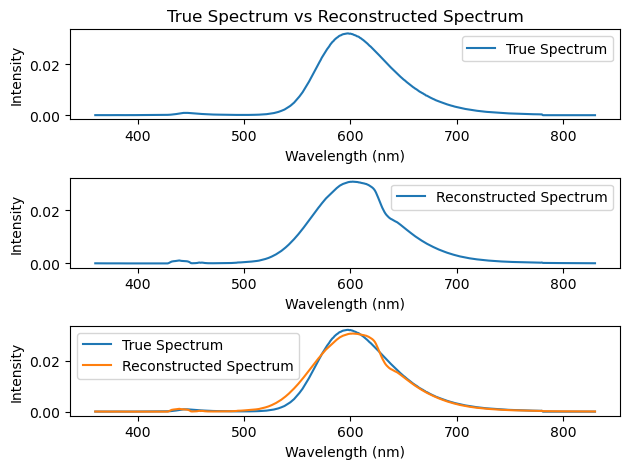 True Spectrum vs Reconstructed Spectrum
True Spectrum
Intensity
0.02
0.00
400 500 600 700 800
Wavelength (nm)
Reconstructed Spectrum
Intensity
0.02
0.00
400 500 600 700 800
Wavelength (nm)
True Spectrum
Reconstructed Spectrum
Intensity
0.02
0.00
400 500 600 700 800
Wavelength (nm)